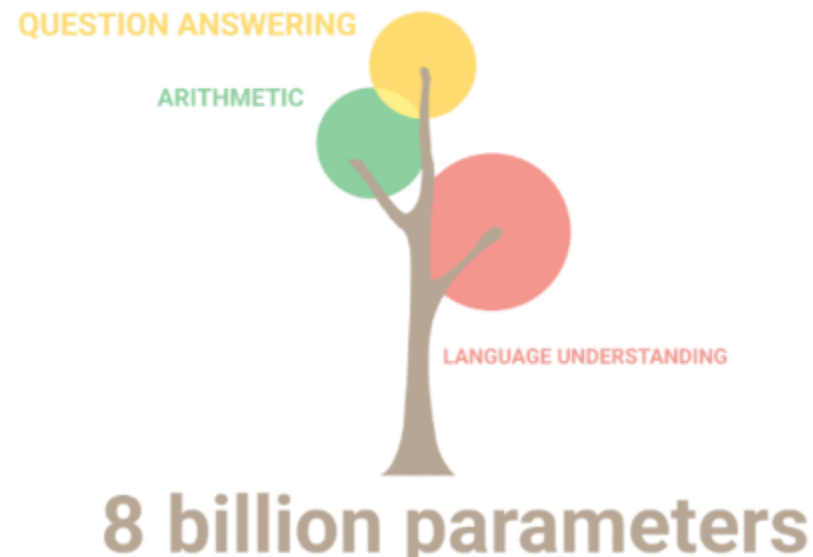 QUESTION ANSWERING
ARITHMETIC
LANGUAGE UNDERSTANDING
8 billion parameters